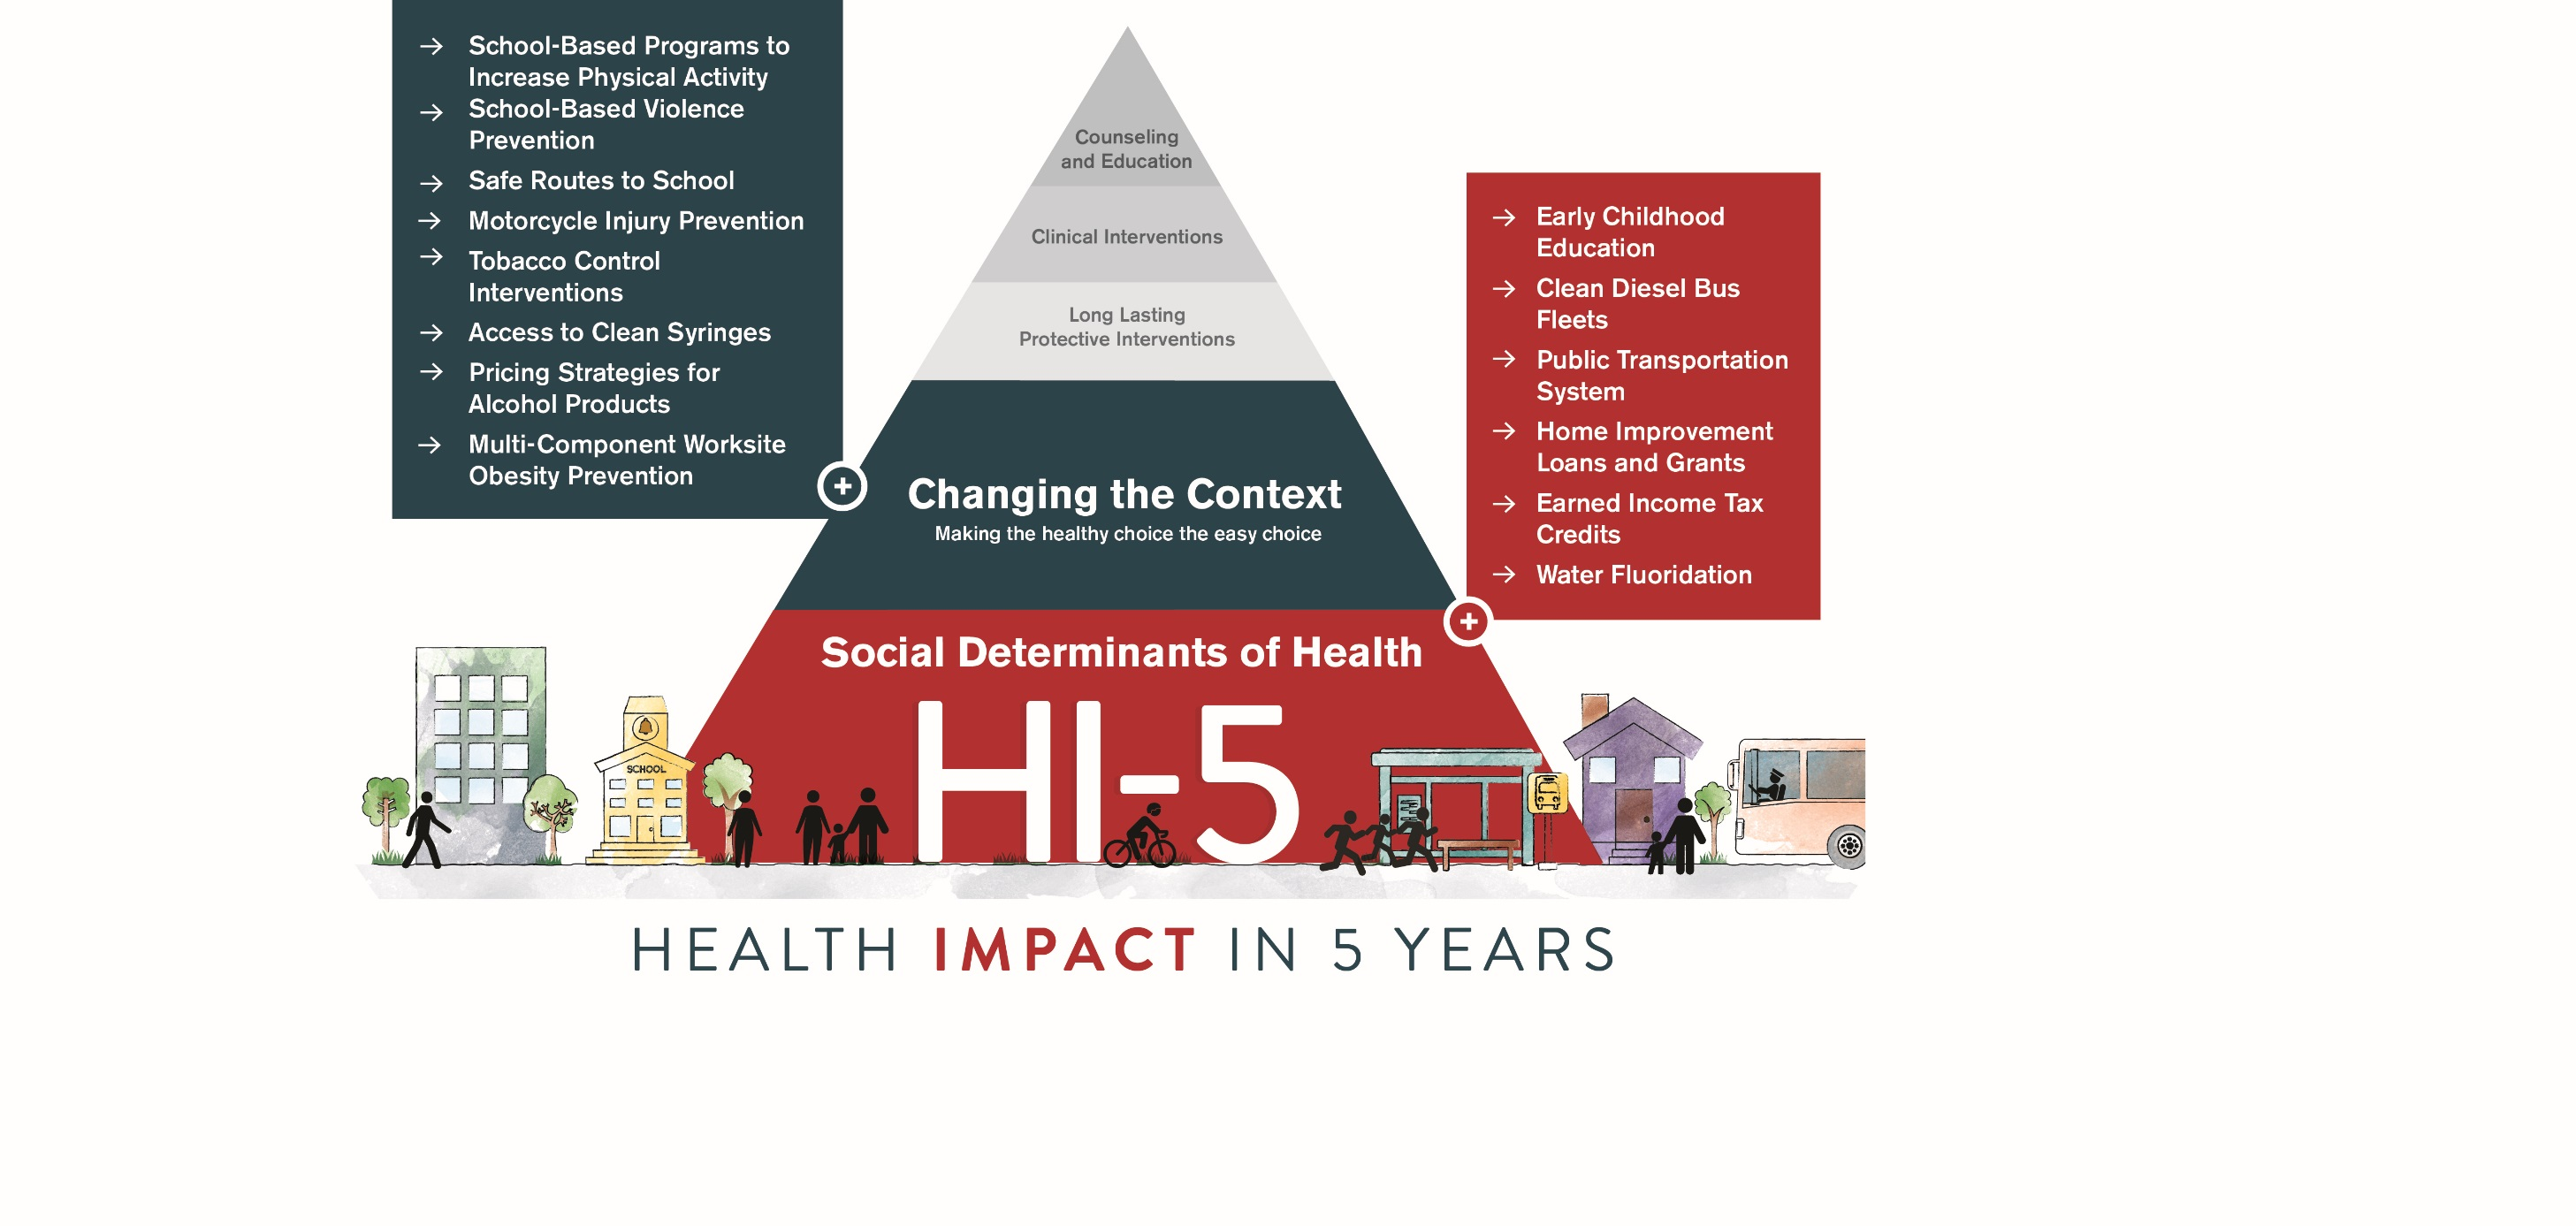 School-Based Programs to
Increase Physical Activity
School-Based Violence
Prevention
Safe Routes to School
Motorcycle Injury Prevention
Tobacco Control
Interventions
Access to Clean Syringes
Pricing Strategies for
Alcohol Products
Multi-Component Worksite
Obesity Prevention
Counseling
and Education
Clinical Interventions
Long Lasting
Protective Interventions
Changing the Context
Making the healthy choice the easy choice
Early Childhood
Education
Clean Diesel Bus
Fleets
Public Transportation
System
Home Improvement
Loans and Grants
Earned Income Tax
Credits
Water Fluoridation
Social Determinants of Health
HI-5
SCHOOL
HEALTH IMPACT IN 5 YEARS